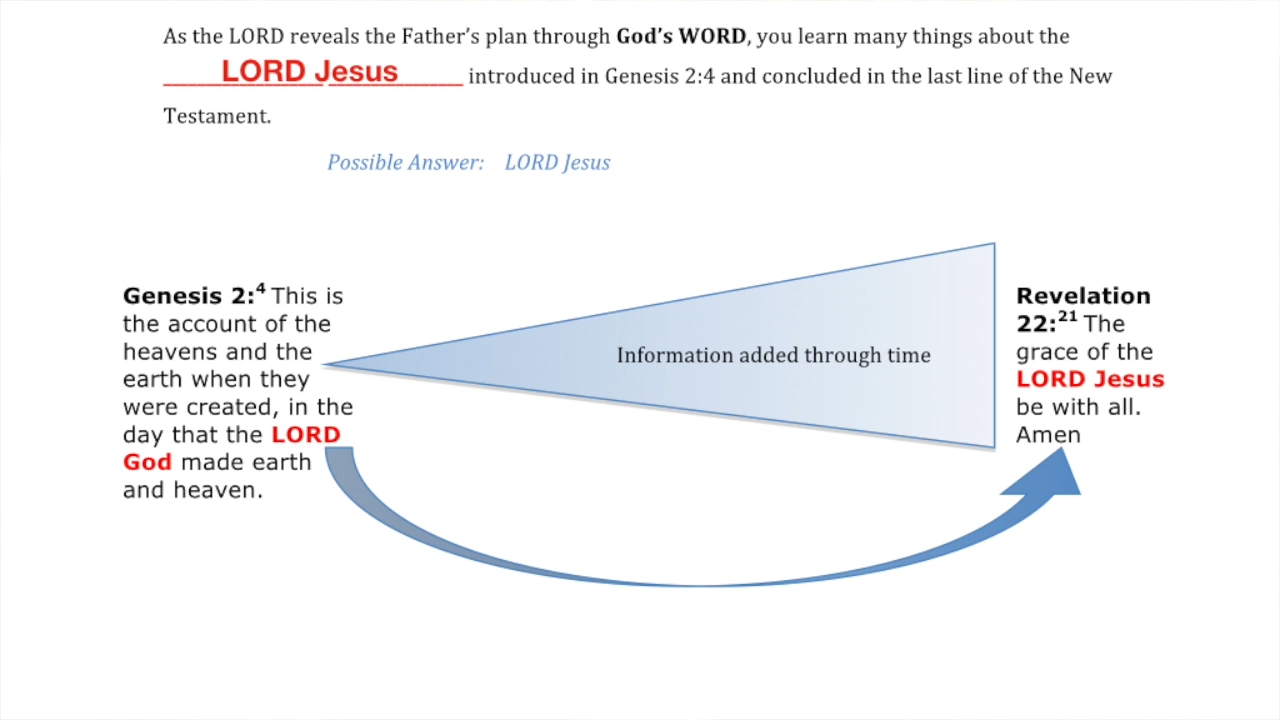 As the LORD reveals the Father's plan through God's WORD, you learn many things about the
LORD Jesus introduced in Genesis 2:4 and concluded in the last line of the New
Testament.
Possible Answer: LORD Jesus
Genesis 2:4 This is
the account of the
heavens and the
earth when they
were created, in the
day that the LORD
God made earth
and heaven.
Information added through time
Revelation
22:21 The
grace of the
LORD Jesus
be with all.
Amen